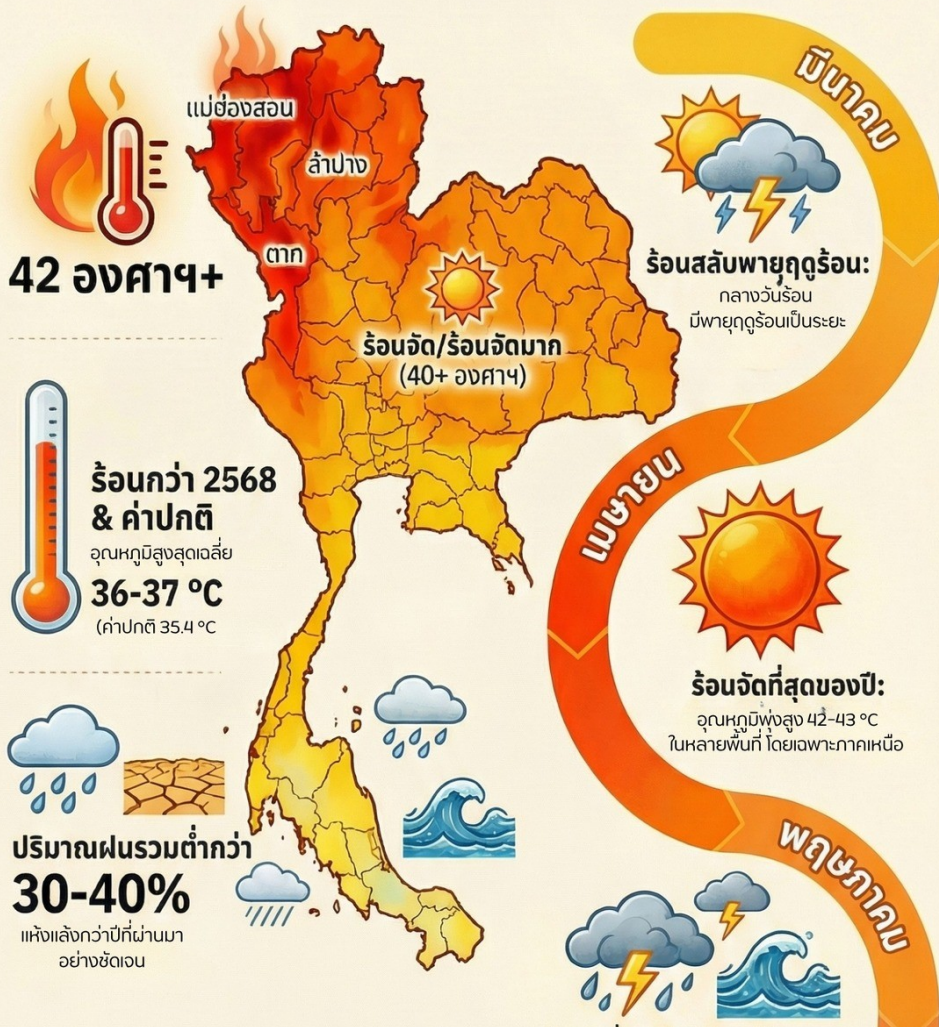 แม่ฮ่องสอน
ลำปาง
ตาก
42 องศาฯ+
ร้อนจัด/ร้อนจัดมาก
(40+ องศาฯ)
ร้อนกว่า 2568
& ค่าปกติ
อุณหภูมิสูงสุดเฉลี่ย
36-37 °C
(ค่าปกติ 35.4 °C
ปริมาณฝนรวมต่ำกว่า
30-40%
แห้งแล้งกว่าปีที่ผ่านมา
อย่างชัดเจน
มีนาคม
ร้อนสลับพายุฤดูร้อน:
กลางวันร้อน
มีพายุฤดูร้อนเป็นระยะ
เมษายน
ร้อนจัดที่สุดของปี:
อุณหภูมิพุ่งสูง 42-43 °C
ในหลายพื้นที่ โดยเฉพาะภาคเหนือ
พฤษภาคม